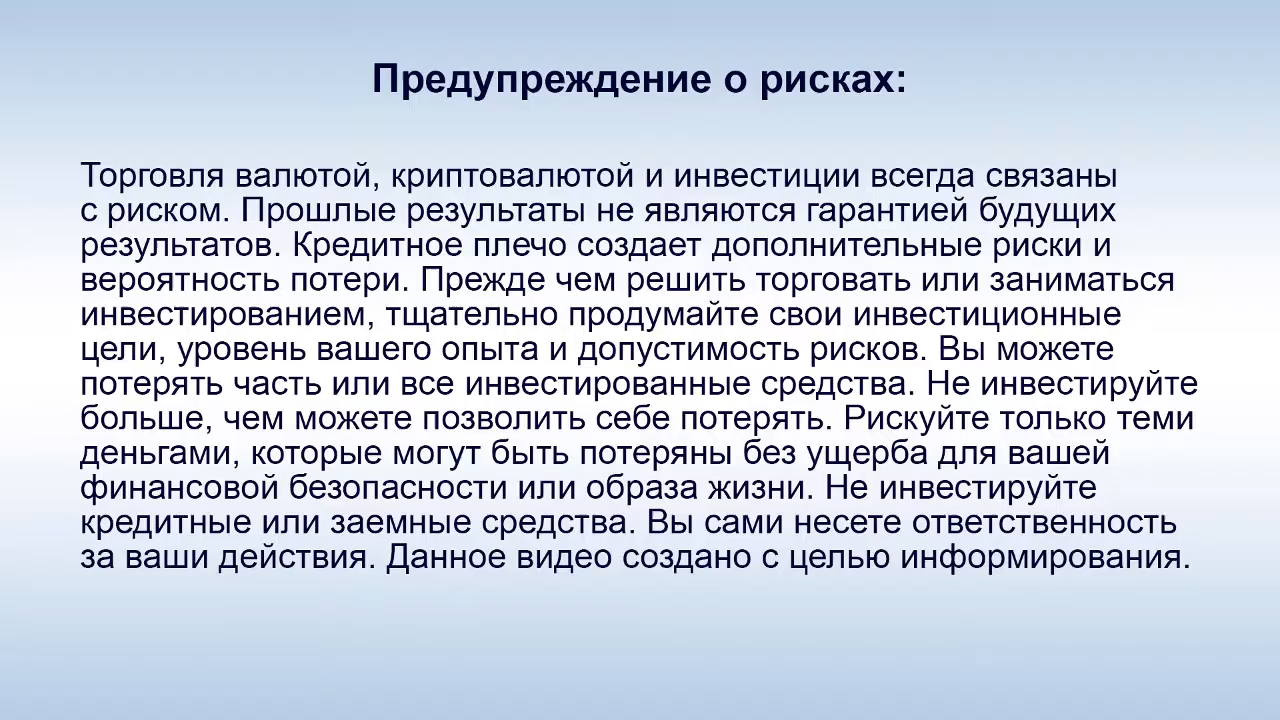 Предупреждение о рисках:
Торговля валютой, криптовалютой и инвестиции всегда связаны
с риском. Прошлые результаты не являются гарантией будущих
результатов. Кредитное плечо создает дополнительные риски и
вероятность потери. Прежде чем решить торговать или заниматься
инвестированием, тщательно продумайте свои инвестиционные
цели, уровень вашего опыта и допустимость рисков. Вы можете
потерять часть или все инвестированные средства. Не инвестируйте
больше, чем можете позволить себе потерять. Рискуйте только теми
деньгами, которые могут быть потеряны без ущерба для вашей
финансовой безопасности или образа жизни. Не инвестируйте
кредитные или заемные средства. Вы сами несете ответственность
за ваши действия. Данное видео создано с целью информирования.